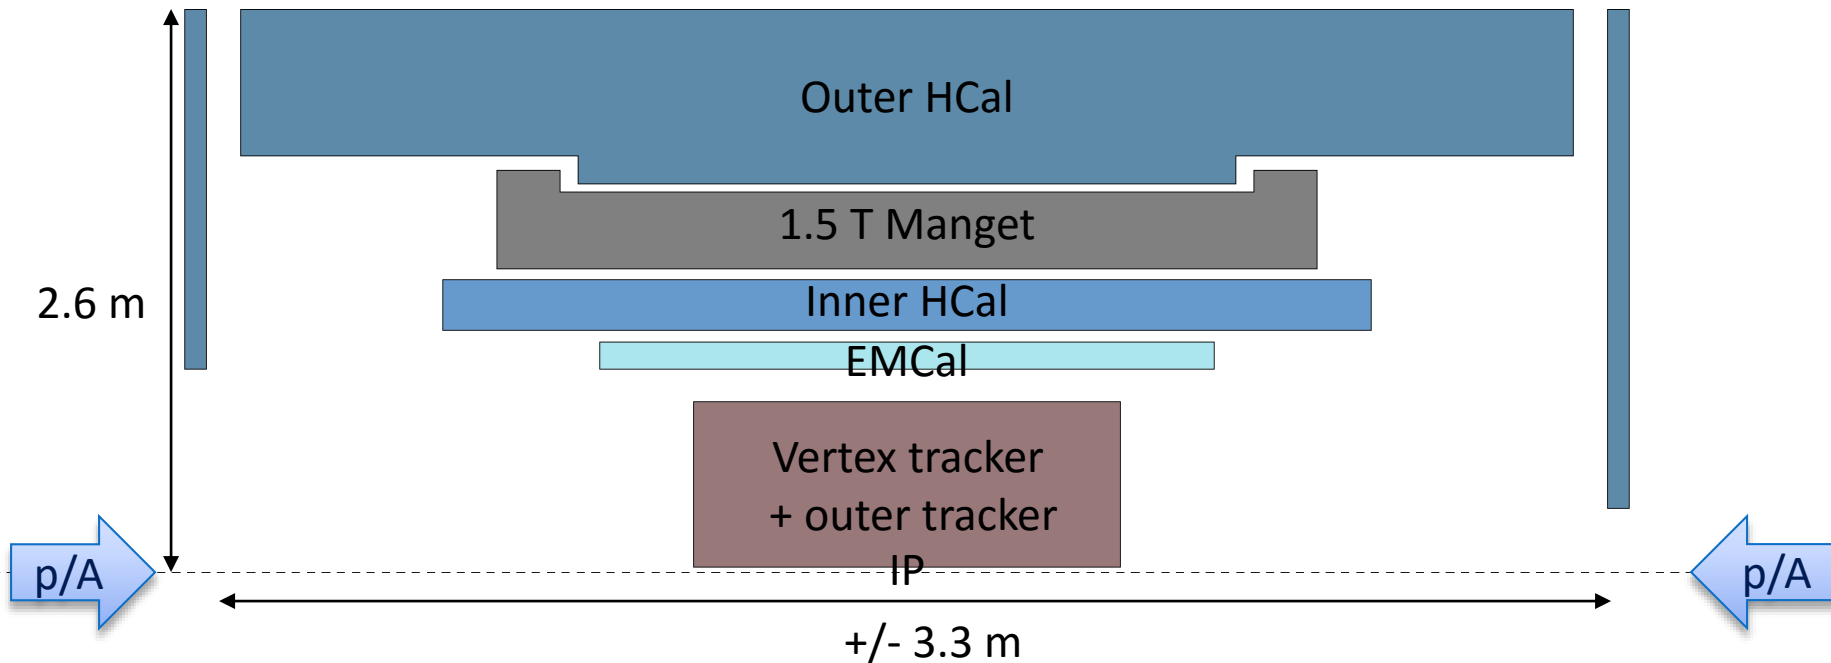 Outer HCal
1.5 T Manget
2.6 m
Inner HCal
EMCal
Vertex tracker
+ outer tracker
IP
p/A
p/A
+/- 3.3 m